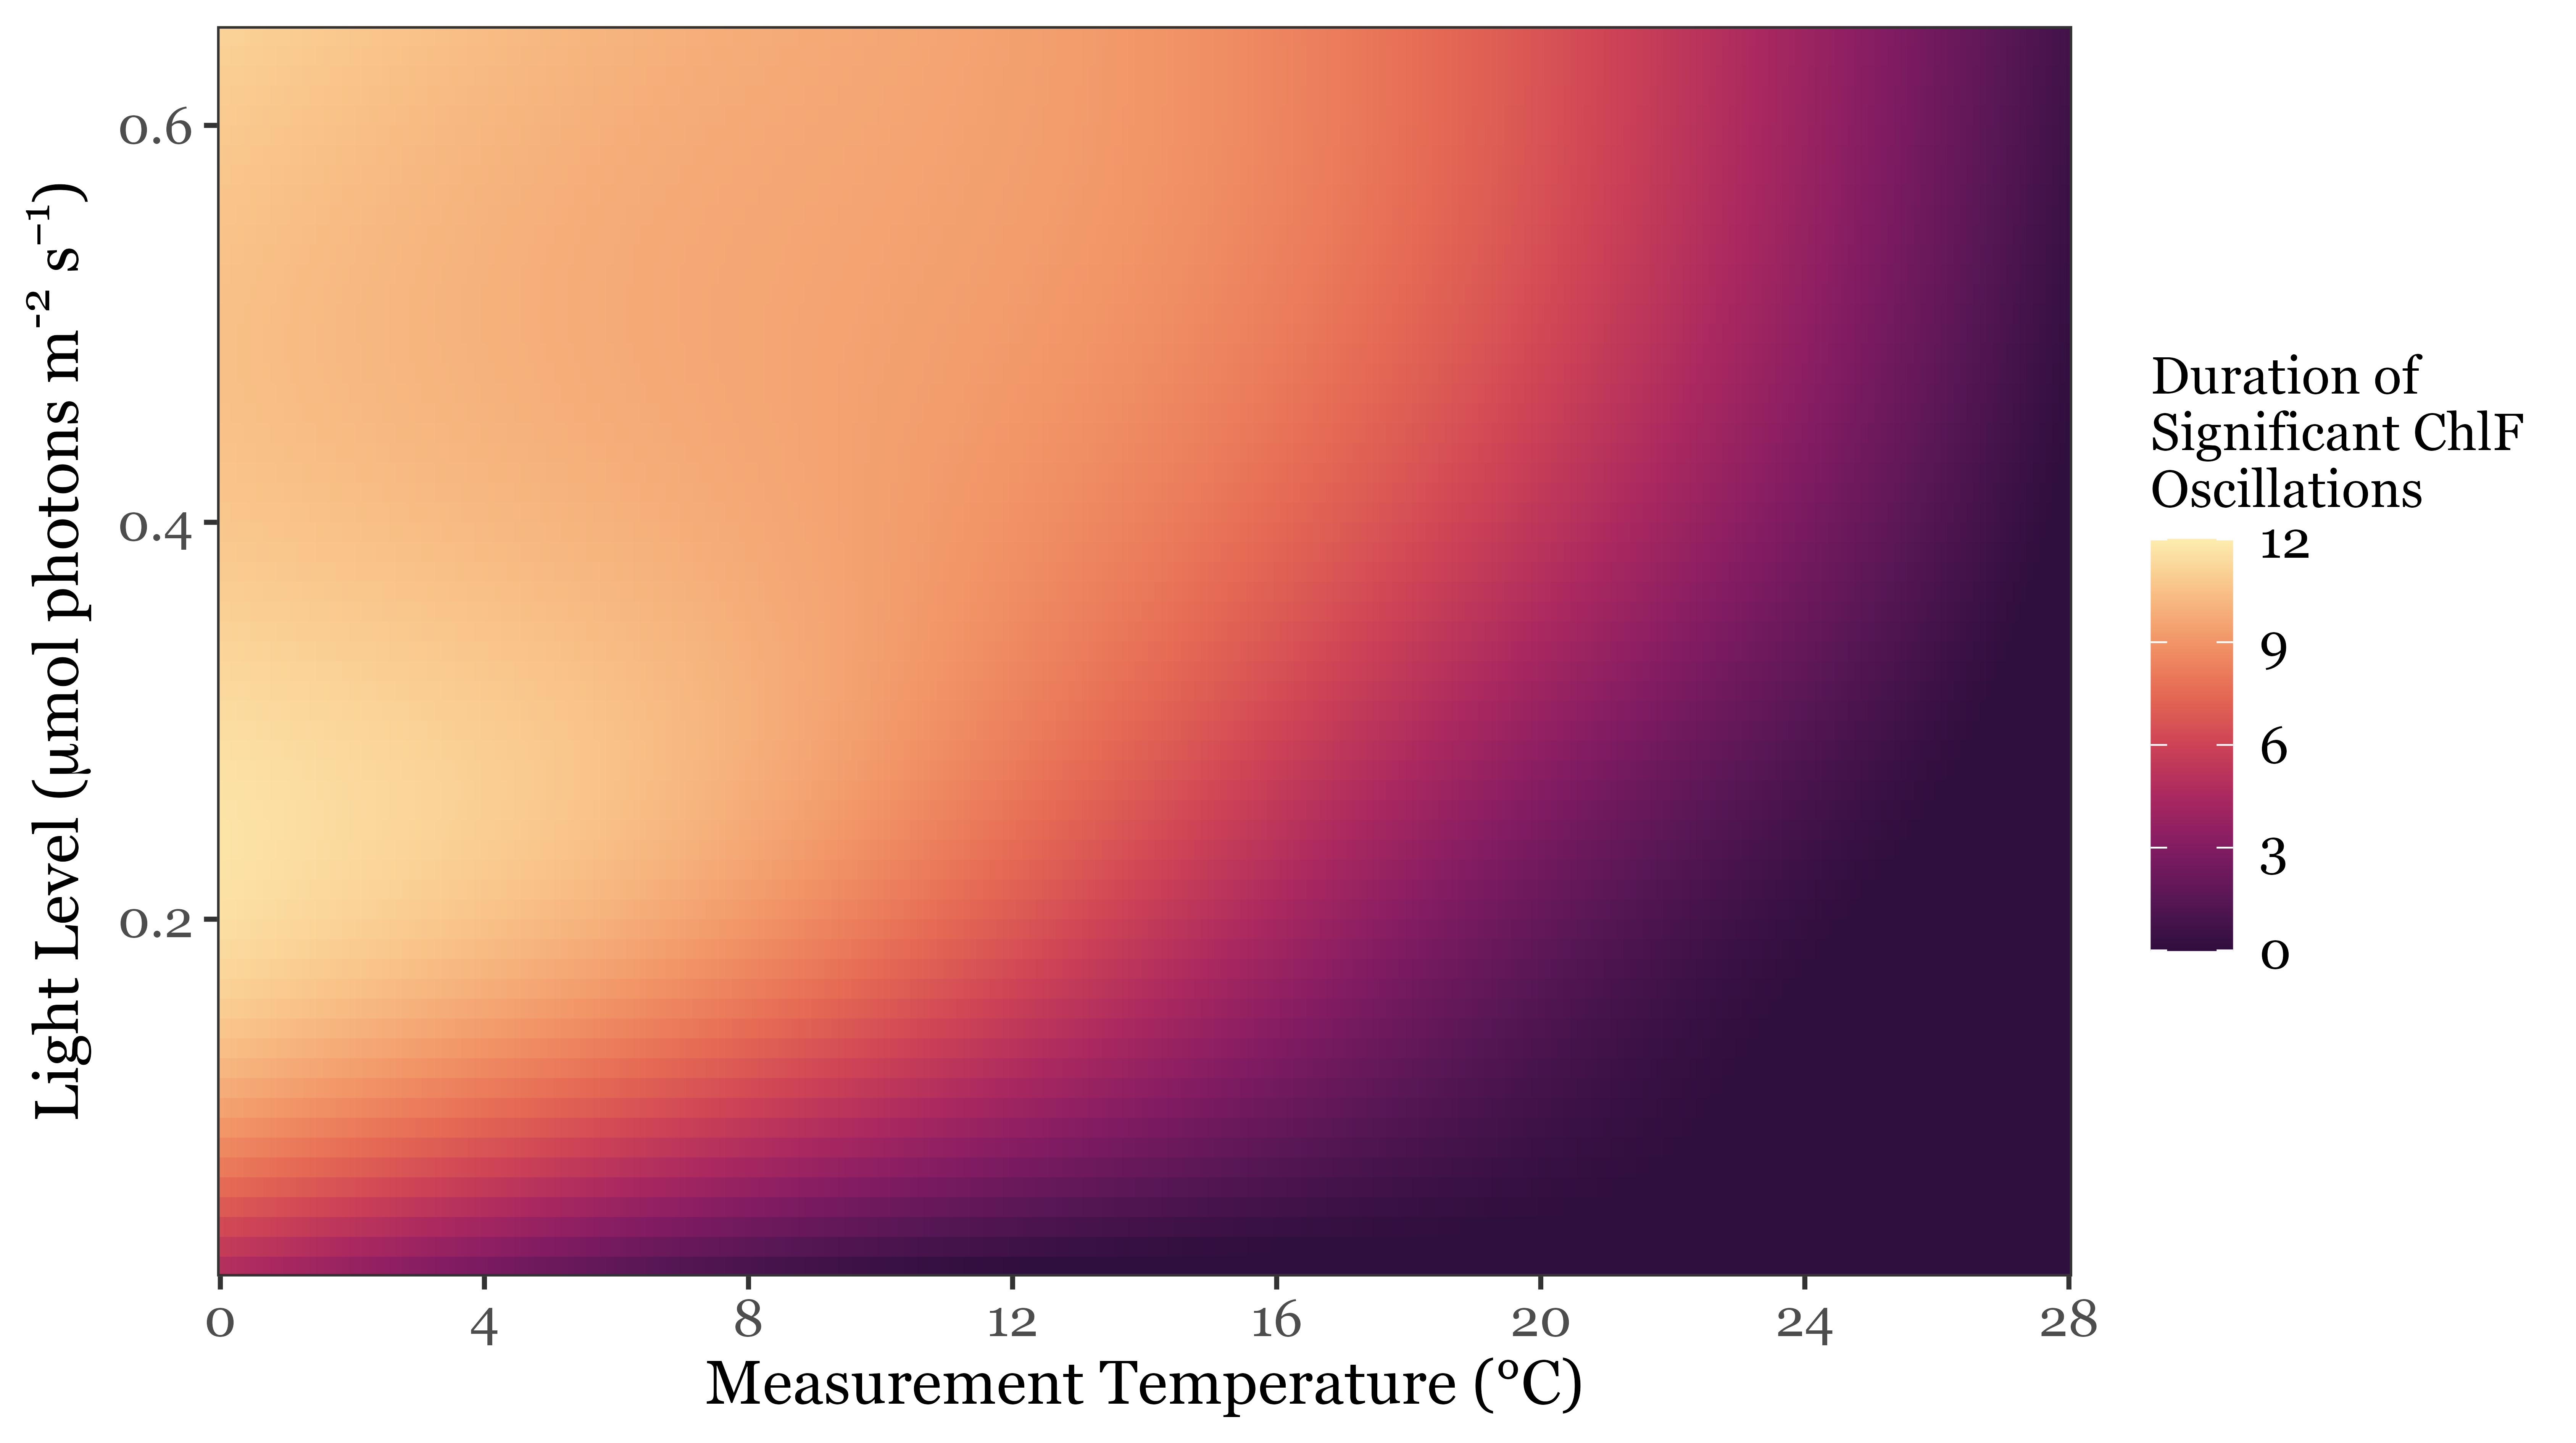 Light Level (µmol photons m⁻² s⁻¹)
0.6
0.4
0.2
0 4 8 12 16 20 24 28
Measurement Temperature (°C)
Duration of
Significant ChlF
Oscillations
12
9
6
3
0